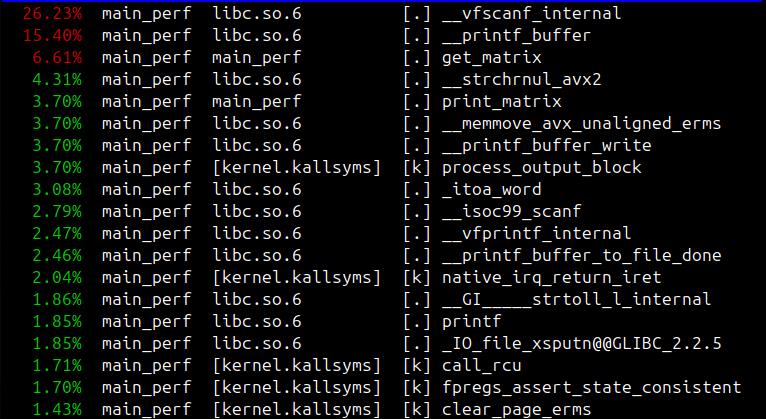 26.23% main_perf libc.so.6 [.] __vfscanf_internal
15.40% main_perf libc.so.6 [.] __printf_buffer
6.61% main_perf main_perf [.] get_matrix
4.31% main_perf libc.so.6 [.] __strchrnul_avx2
3.70% main_perf main_perf [.] print_matrix
3.70% main_perf libc.so.6 [.] __memmove_avx_unaligned_erms
3.70% main_perf libc.so.6 [.] __printf_buffer_write
3.70% main_perf [kernel.kallsyms] [k] process_output_block
3.08% main_perf libc.so.6 [.] _itoa_word
2.79% main_perf libc.so.6 [.] __isoc99_scanf
2.47% main_perf libc.so.6 [.] __vfprintf_internal
2.46% main_perf libc.so.6 [.] __printf_buffer_to_file_done
2.04% main_perf [kernel.kallsyms] [k] native_irq_return_iret
1.86% main_perf libc.so.6 [.] __GI_____strtoll_l_internal
1.85% main_perf libc.so.6 [.] printf
1.85% main_perf libc.so.6 [.] _IO_file_xsputn@@GLIBC_2.2.5
1.71% main_perf [kernel.kallsyms] [k] call_rcu
1.70% main_perf [kernel.kallsyms] [k] fpregs_assert_state_consistent
1.43% main_perf [kernel.kallsyms] [k] clear_page_erms